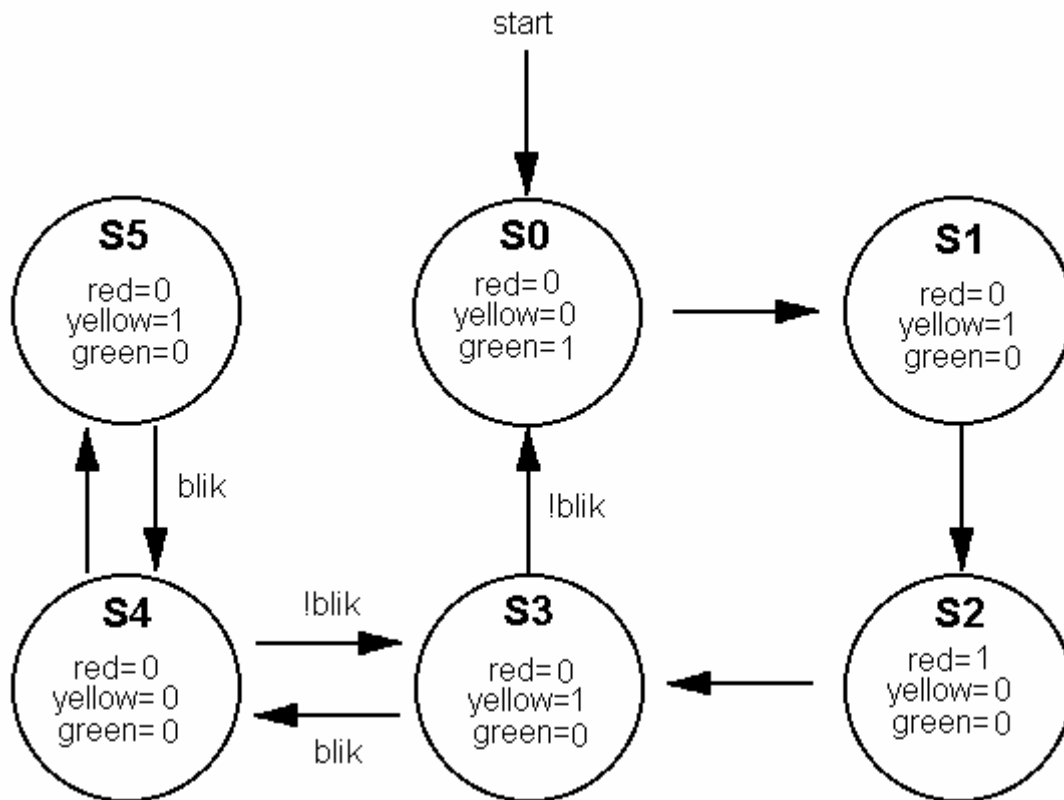 start
S5
red=0
yellow=1
green=0
S0
red=0
yellow=0
green=1
S1
red=0
yellow=1
green=0
blik
!blik
S4
red=0
yellow=0
green=0
!blik
blik
S3
red=0
yellow=1
green=0
S2
red=1
yellow=0
green=0